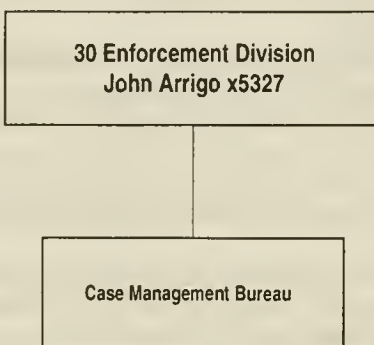 30 Enforcement Division
John Arrigo x5327
Case Management Bureau